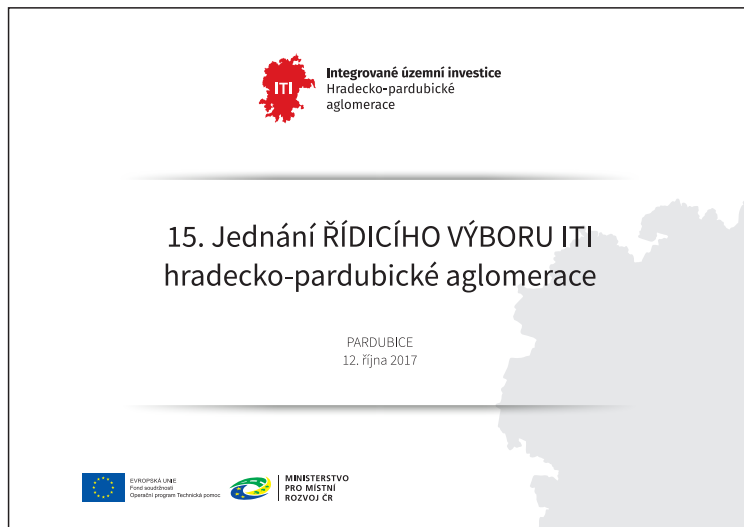 ITI
Integrované územní investice
Hradecko-pardubické
aglomerace
15. Jednání ŘÍDICÍHO VÝBORU ITI
hradecko-pardubické aglomerace
PARDUBICE
12. října 2017
EVROPSKÁ UNIE
Fond soudržnosti
Operační program Technická pomoc
MINISTERSTVO
PRO MÍSTNÍ
ROZVOJ ČR